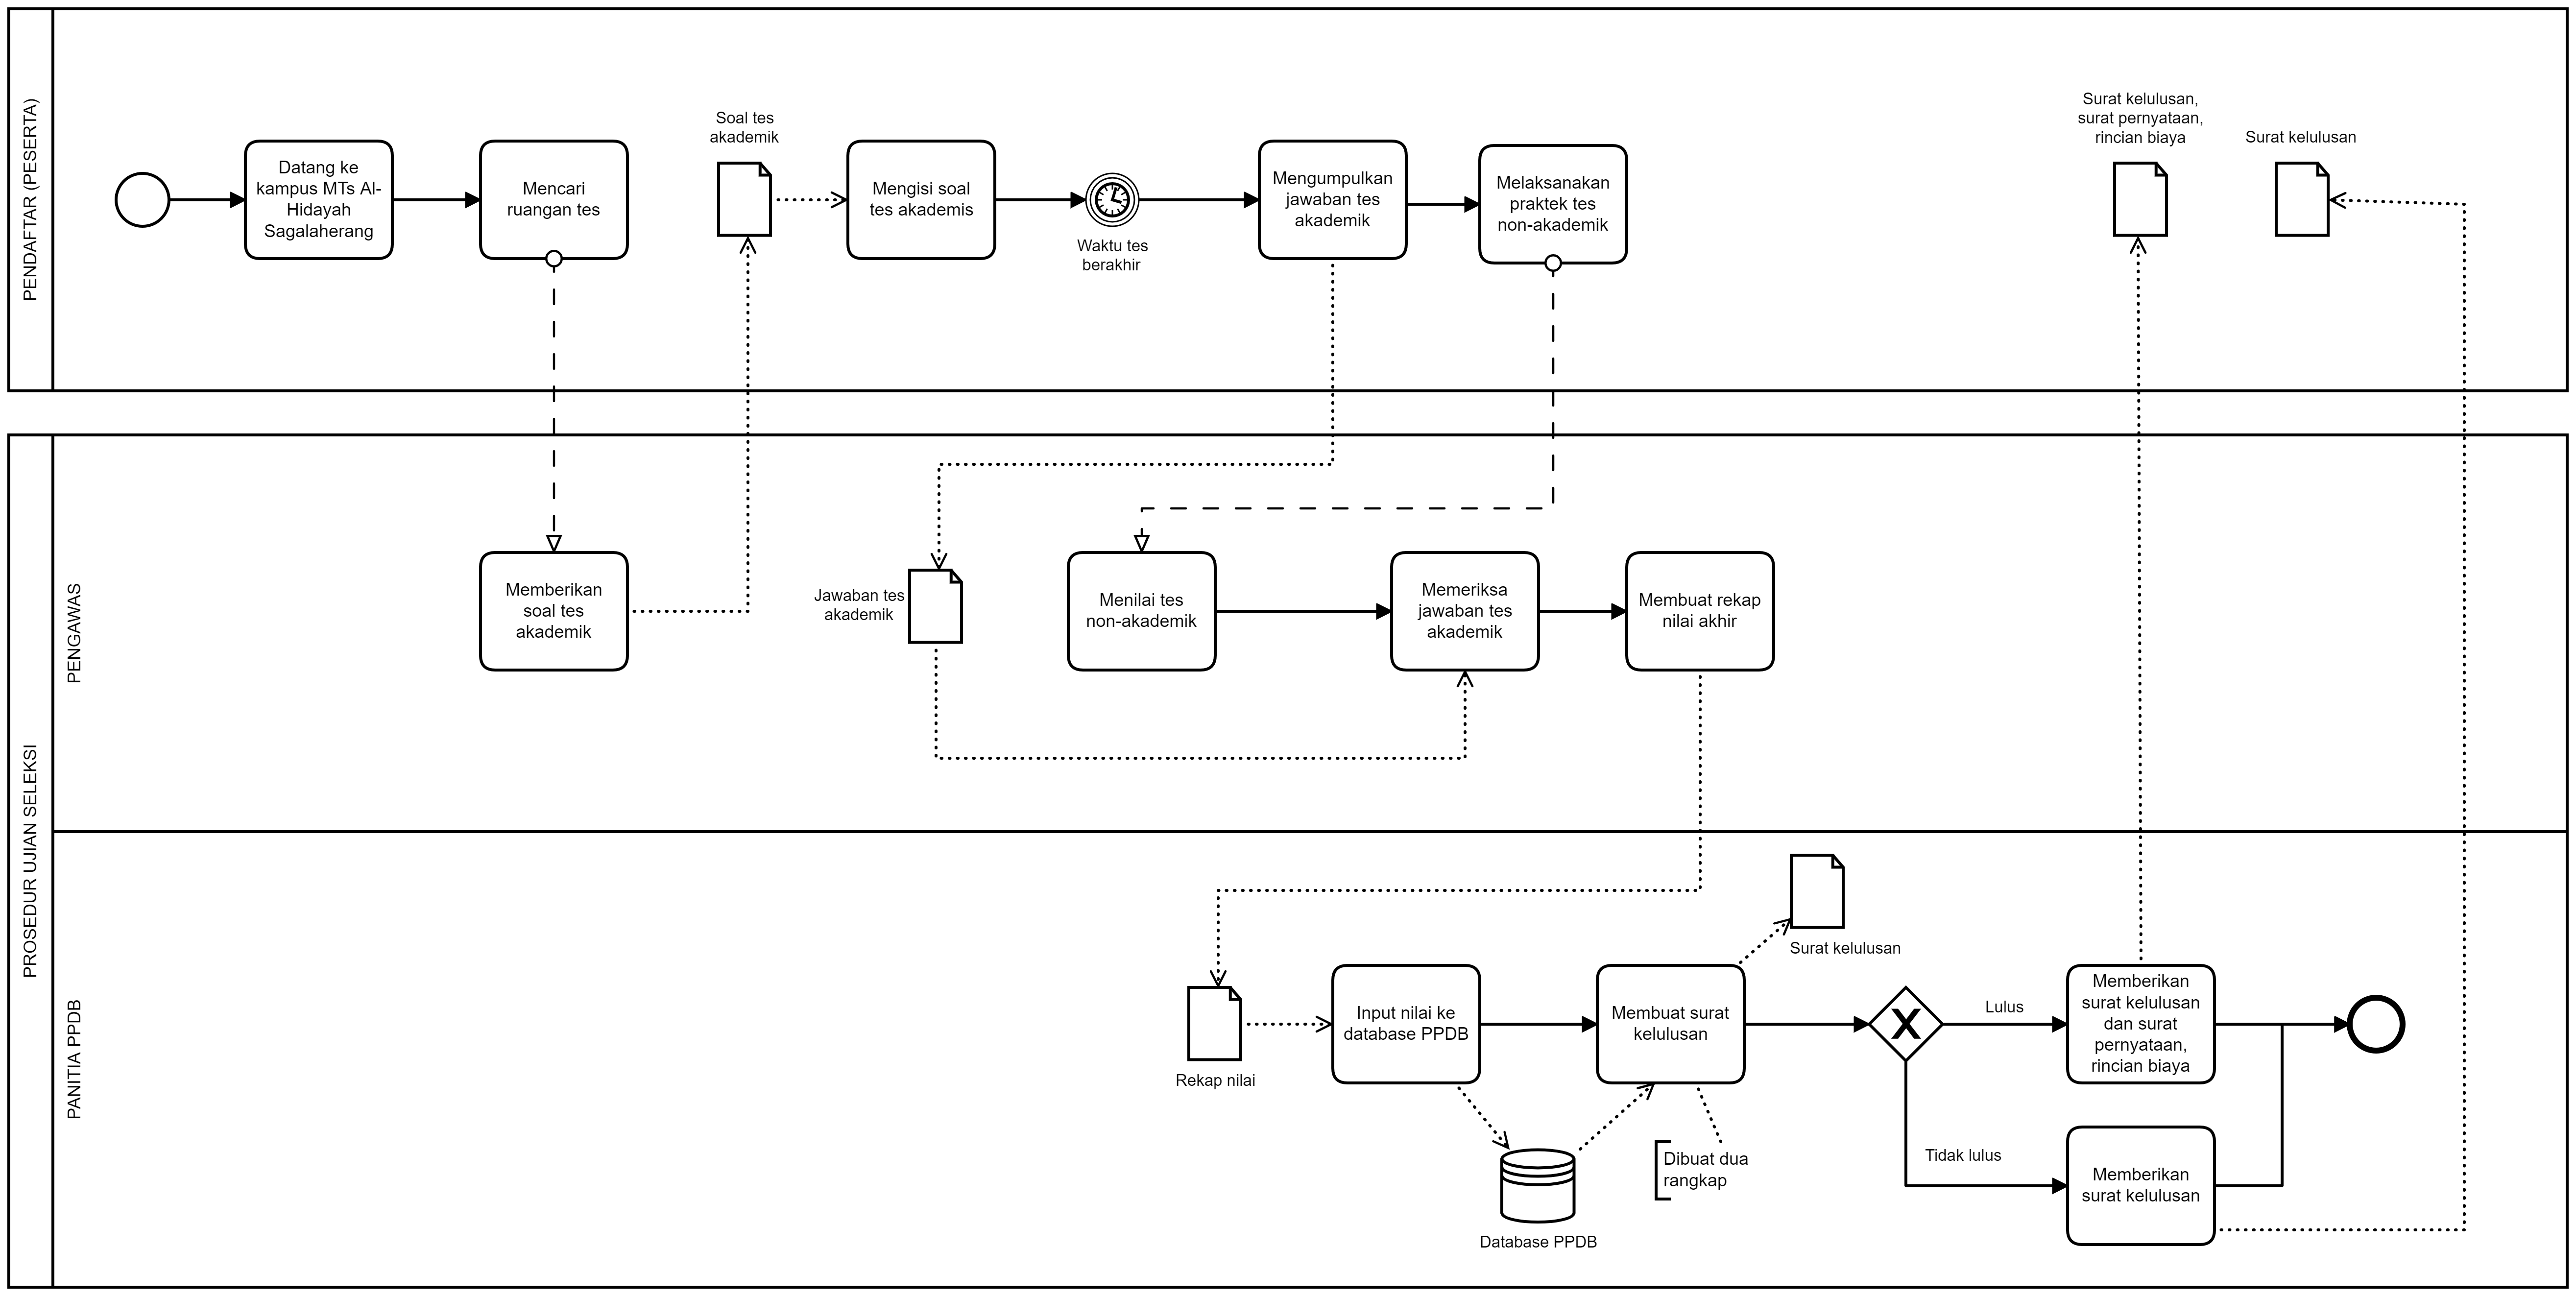 PENDAFTAR (PESERTA)
Datang ke
kampus MTs Al-
Hidayah
Sagalaherang
Mencari
ruangan tes
Soal tes
akademik
Mengisi soal
tes akademis
Waktu tes
berakhir
Mengumpulkan
jawaban tes
akademik
Melaksanakan
praktek tes
non-akademik
Surat kelulusan,
surat pernyataan,
rincian biaya
Surat kelulusan
PROSEDUR UJIAN SELEKSI
PENGAWAS
Memberikan
soal tes
akademik
Jawaban tes
akademik
Menilai tes
non-akademik
Memeriksa
jawaban tes
akademik
Membuat rekap
nilai akhir
PANITIA PPDB
Rekap nilai
Input nilai ke
database PPDB
Database PPDB
Membuat surat
kelulusan
Surat kelulusan
Dibuat dua
rangkap
X
Lulus
Tidak lulus
Memberikan
surat kelulusan
dan surat
pernyataan,
rincian biaya
Memberikan
surat kelulusan